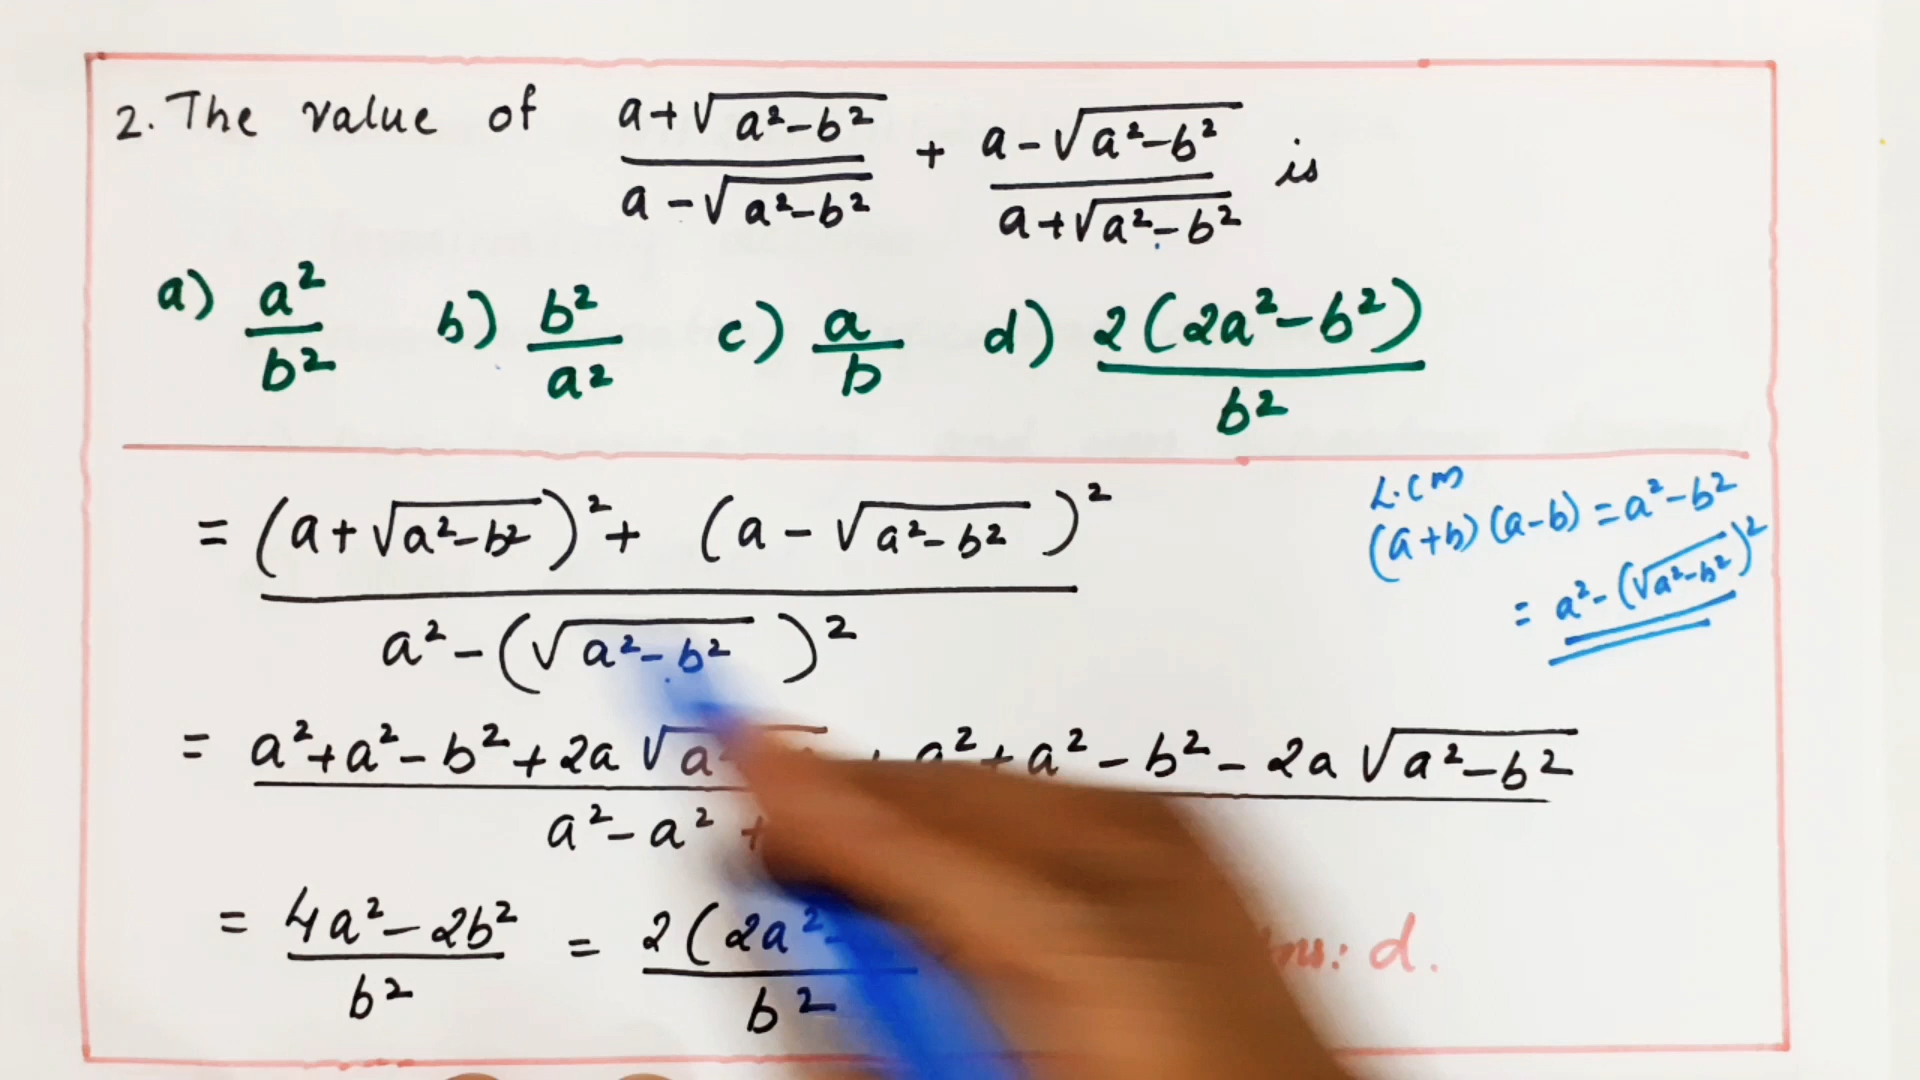 2. The value of (a+√(a²-b²))/(a-√(a²-b²)) + (a-√(a²-b²))/(a+√(a²-b²)) is
a) a²/b² b) b²/a² c) a/b d) 2(2a²-b²)/b²
= ((a+√(a²-b²))² + (a-√(a²-b²))²)/(a²-(√(a²-b²))²)
L.C.M
(a+b)(a-b) = a²-b²
= a²-(√(a²-b²))²
= a²+a²-b²+2a√a² + a²+a²-b²-2a√(a²-b²)
a²-a² +
= (4a²-2b²)/b² = 2(2a²- / b²
: d.